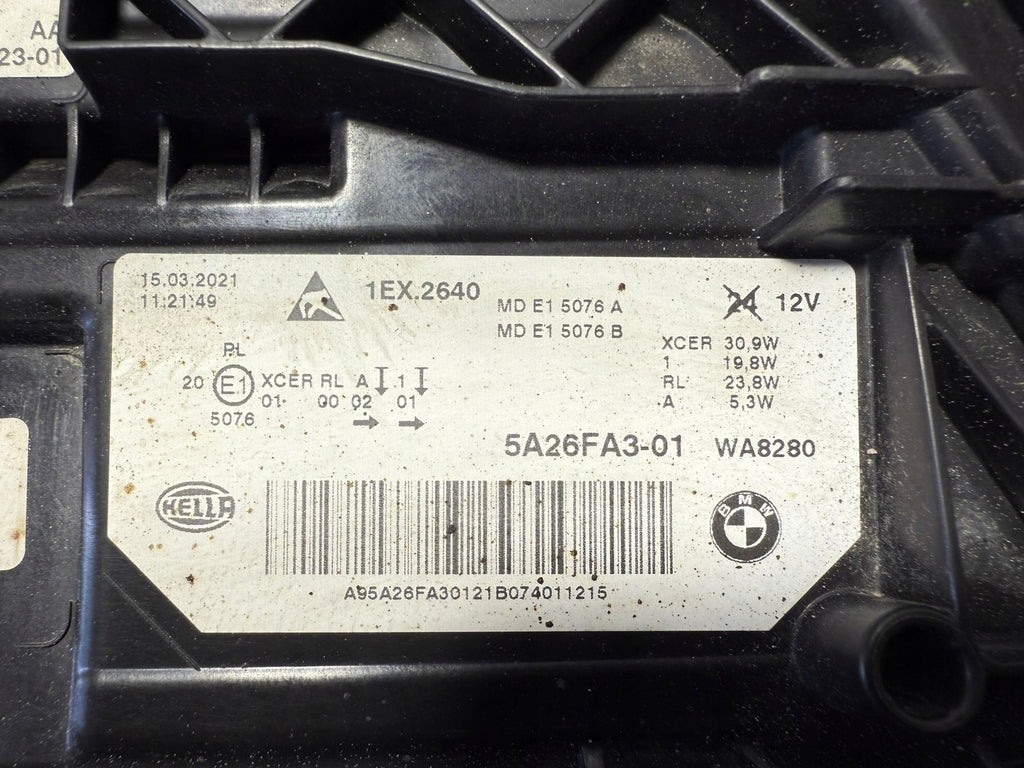 AA
23-01
15.03.2021
11:21:49
1EX.2640
MD E1 5076 A
MD E1 5076 B
24 12V
XCER 30,9W
1 19,8W
RL 23,8W
A 5,3W
PL
20 E1 XCER RL A 1
01 00 02 01
5076
5A26FA3-01 WA8280
HELLA
BMW
A95A26FA30121B074011215